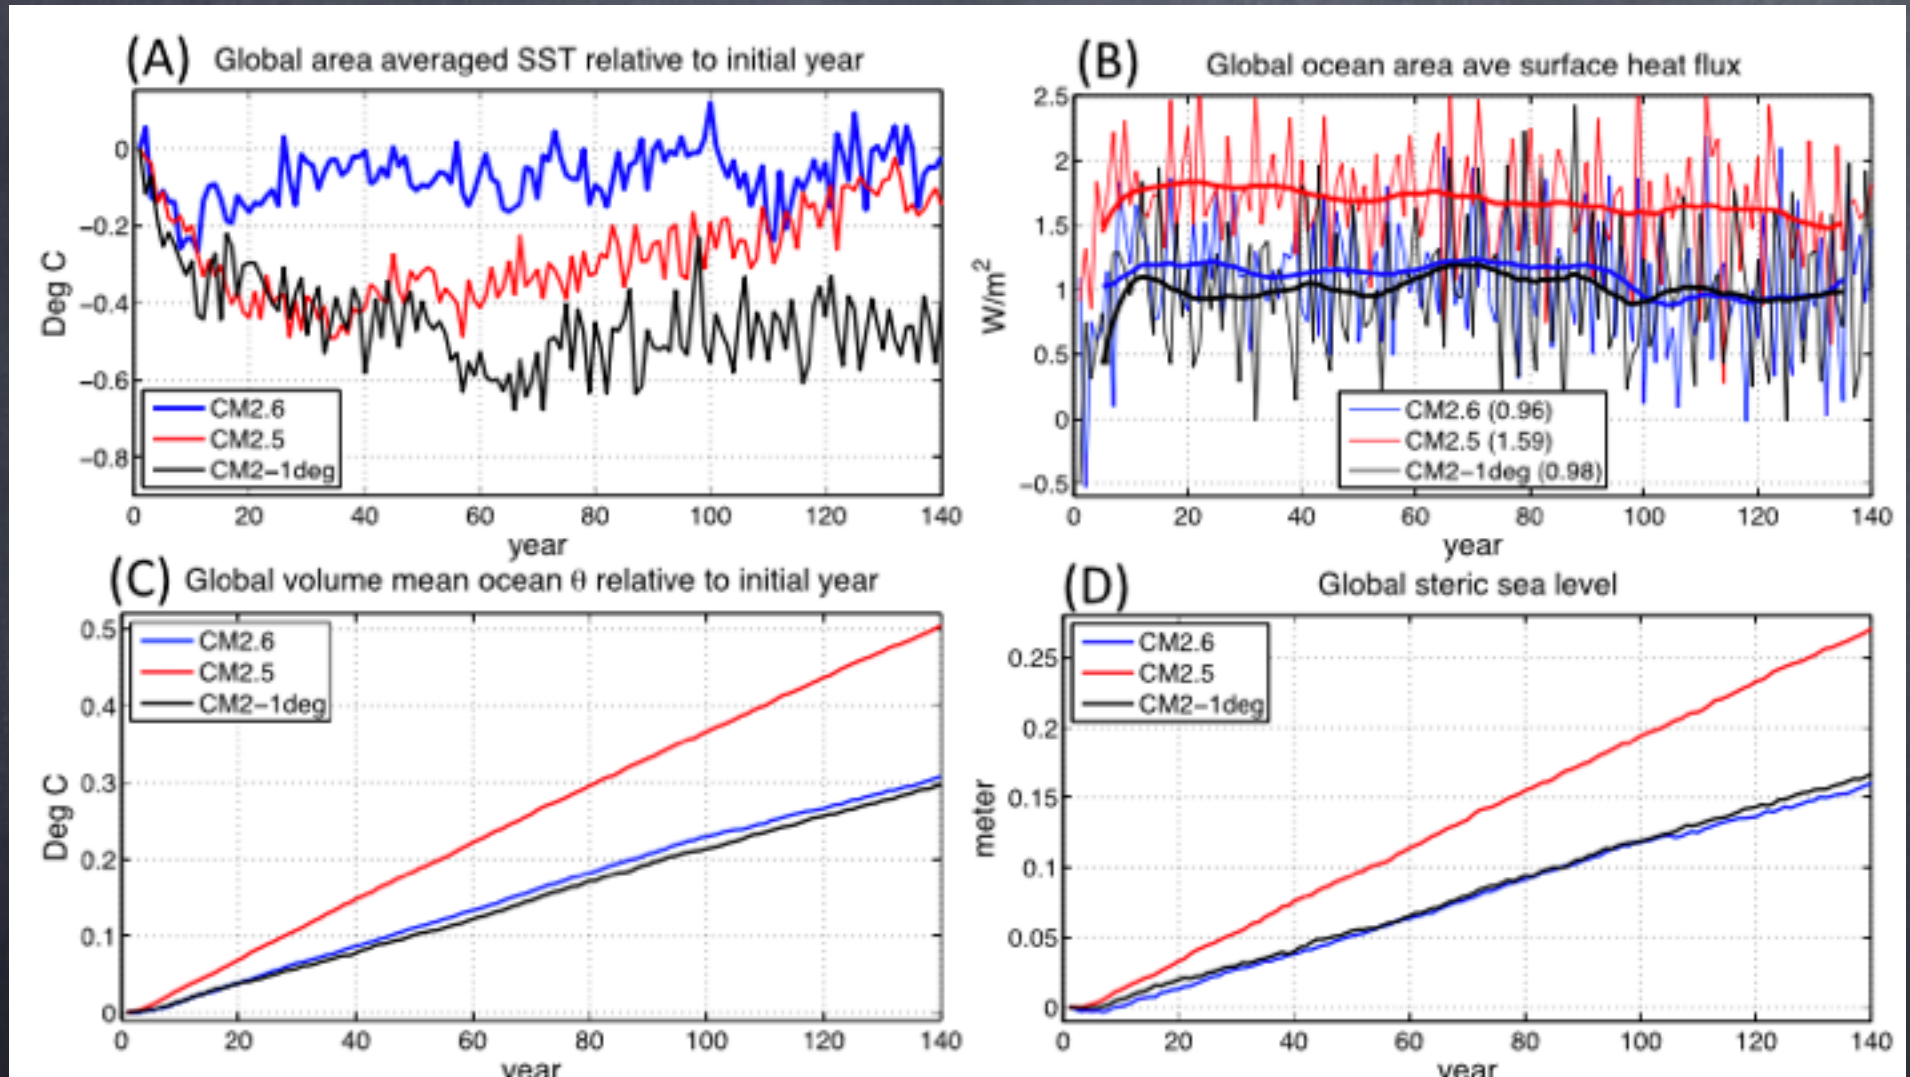 (A) Global area averaged SST relative to initial year
0
−0.2
−0.4
−0.6
−0.8
Deg C
CM2.6
CM2.5
CM2−1deg
0 20 40 60 80 100 120 140
year
(B) Global ocean area ave surface heat flux
2.5
2
1.5
1
0.5
0
−0.5
W/m²
CM2.6 (0.96)
CM2.5 (1.59)
CM2−1deg (0.98)
0 20 40 60 80 100 120 140
year
(C) Global volume mean ocean θ relative to initial year
0.5
0.4
0.3
0.2
0.1
0
Deg C
CM2.6
CM2.5
CM2−1deg
0 20 40 60 80 100 120 140
year
(D) Global steric sea level
0.25
0.2
0.15
0.1
0.05
0
meter
CM2.6
CM2.5
CM2−1deg
0 20 40 60 80 100 120 140
year